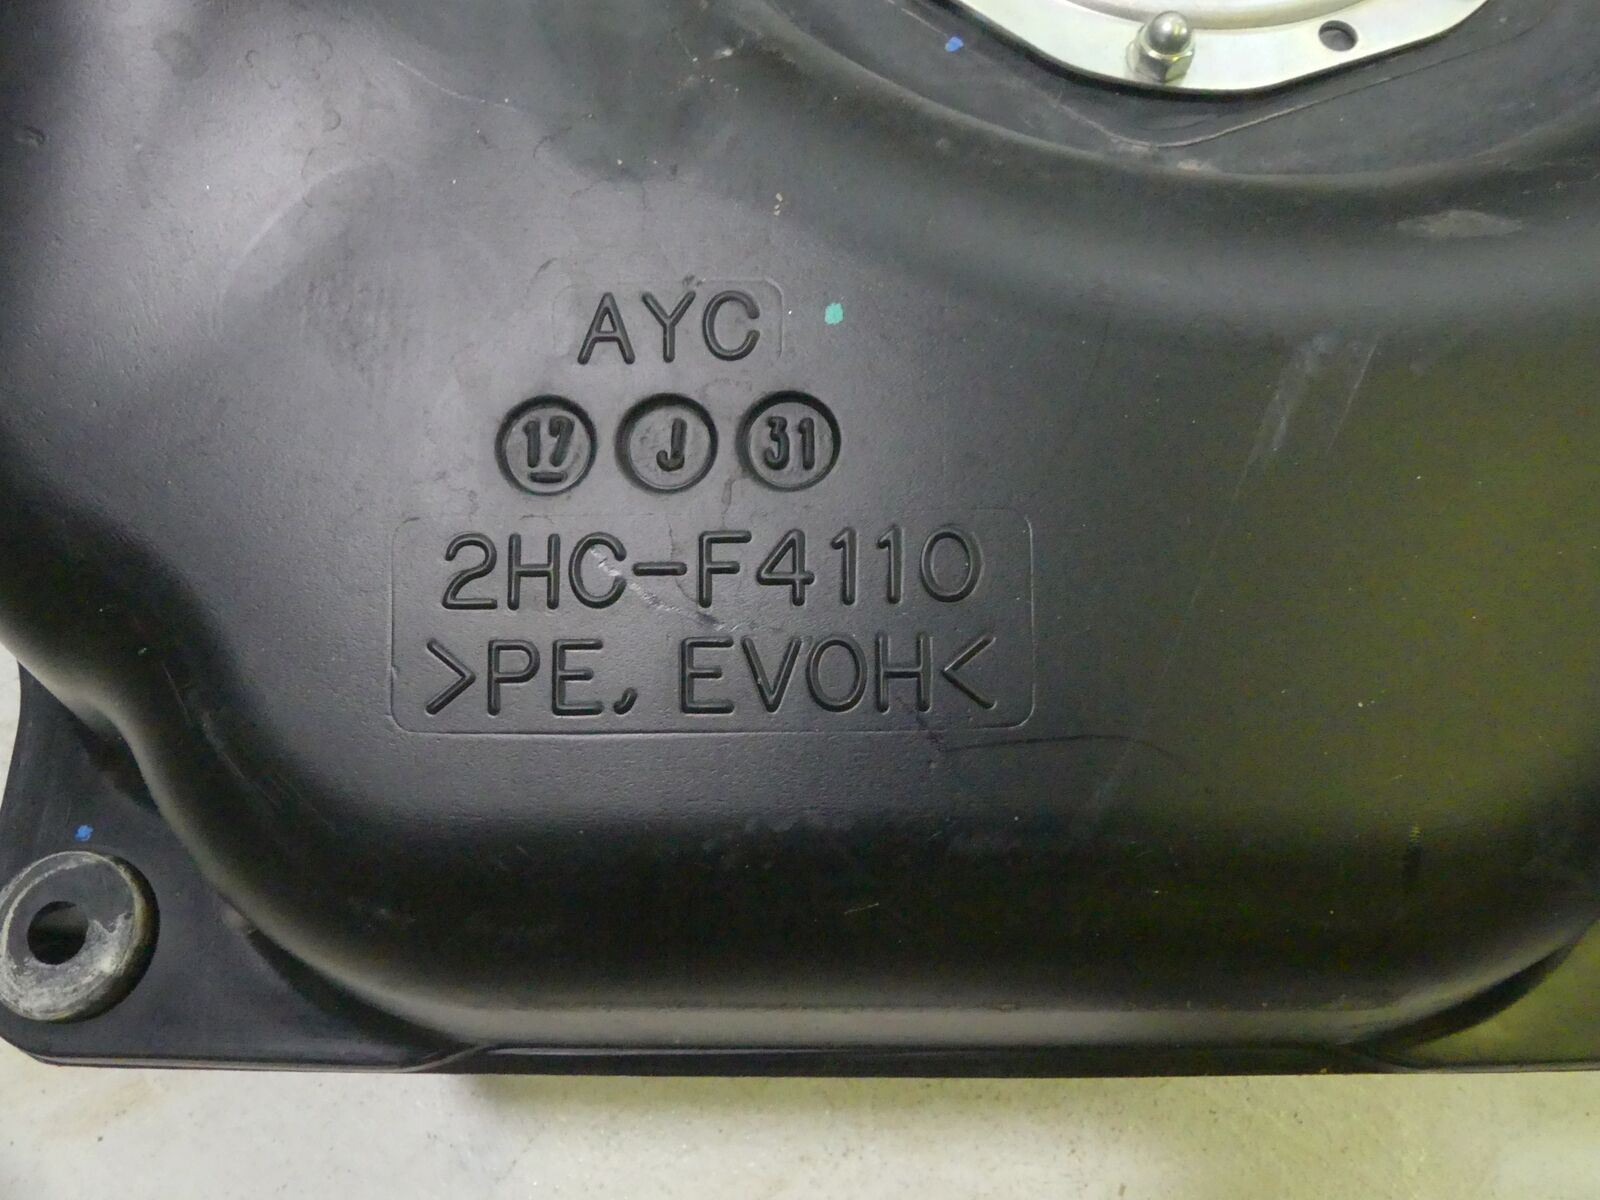 AYC
17 J 31
2HC-F4110
>PE, EVOH<